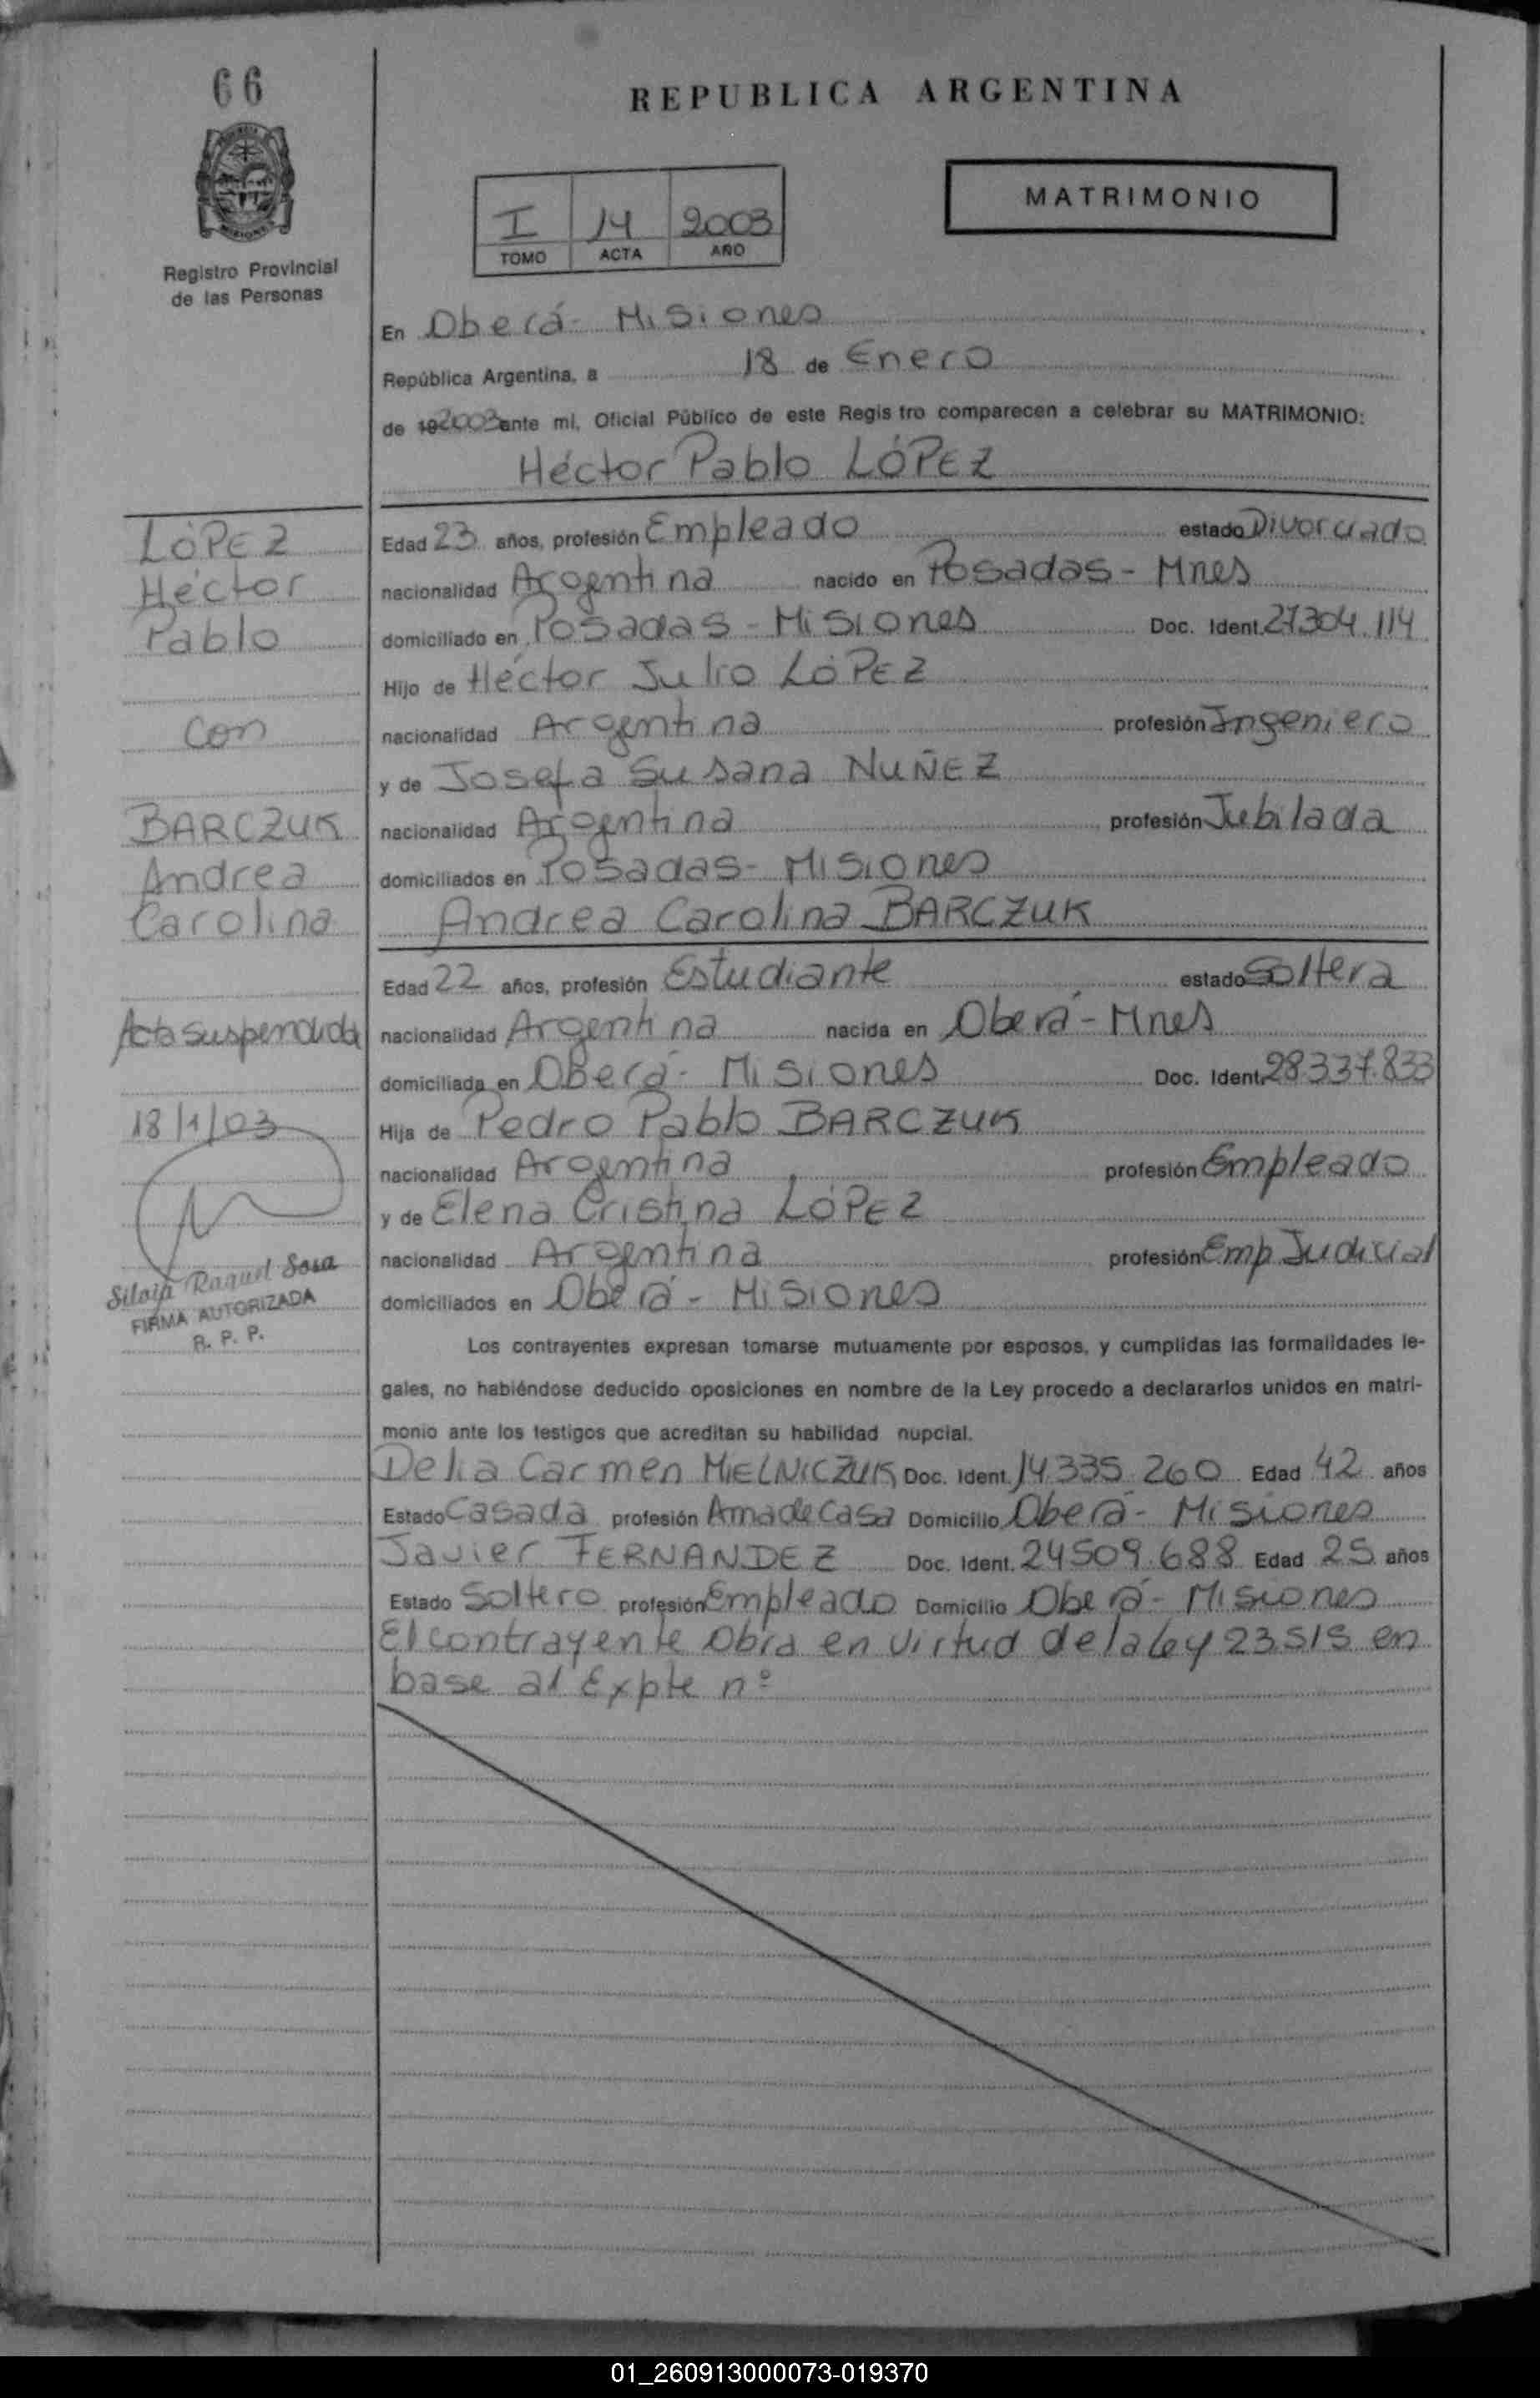 66
REPUBLICA ARGENTINA
MATRIMONIO
I 14 2003
TOMO ACTA AÑO
Registro Provincial
de las Personas
En Oberá - Misiones
República Argentina, a 18 de Enero
de 192003 ante mi, Oficial Público de este Registro comparecen a celebrar su MATRIMONIO:
Héctor Pablo LÓPEZ
LÓPEZ
Héctor
Pablo
con
BARCZUK
Andrea
Carolina
Acta suspendida
18/1/03
Silvia Raquel Sosa
FIRMA AUTORIZADA
R. P. P.
Edad 23 años, profesión Empleado estado Divorciado
nacionalidad Argentina nacido en Posadas - Mnes
domiciliado en Posadas - Misiones Doc. Ident. 27.304.114
Hijo de Héctor Julio LÓPEZ
nacionalidad Argentina profesión Ingeniero
y de Josefa Susana NUÑEZ
nacionalidad Argentina profesión Jubilada
domiciliados en Posadas - Misiones
Andrea Carolina BARCZUK
Edad 22 años, profesión Estudiante estado Soltera
nacionalidad Argentina nacida en Oberá - Mnes
domiciliada en Oberá - Misiones Doc. Ident. 28.337.833
Hija de Pedro Pablo BARCZUK
nacionalidad Argentina profesión Empleado
y de Elena Cristina LÓPEZ
nacionalidad Argentina profesión Emp. Judicial
domiciliados en Oberá - Misiones
Los contrayentes expresan tomarse mutuamente por esposos, y cumplidas las formalidades le-
gales, no habiéndose deducido oposiciones en nombre de la Ley procedo a declararlos unidos en matri-
monio ante los testigos que acreditan su habilidad nupcial.
Delia Carmen MIELNICZUK Doc. Ident. 14.335.260 Edad 42 años
Estado Casada profesión Ama de Casa Domicilio Oberá - Misiones
Javier FERNANDEZ Doc. Ident. 24509.688 Edad 25 años
Estado Soltero profesión Empleado Domicilio Oberá - Misiones
El contrayente Obra en virtud de la ley 23.515 en
base al Expte nº
01_260913000073-019370